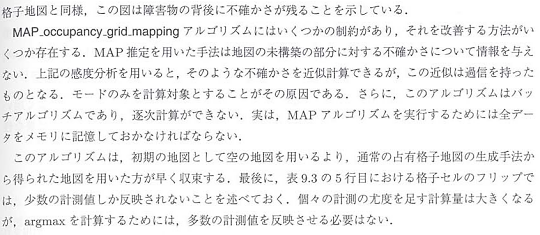 格子地図と同様，この図は障害物の背後に不確かさが残ることを示している．
MAP_occupancy_grid_mapping アルゴリズムにはいくつかの制約があり，それを改善する方法がい
くつか存在する．MAP 推定を用いた手法は地図の未構築の部分に対する不確かさについて情報を与え
ない．上記の感度分析を用いると，そのような不確かさを近似計算できるが，この近似は過信を持った
ものとなる．モードのみを計算対象とすることがその原因である．さらに，このアルゴリズムはバッ
チアルゴリズムであり，逐次計算ができない．実は，MAP アルゴリズムを実行するためには全デー
タをメモリに記憶しておかなければならない．
このアルゴリズムは，初期の地図として空の地図を用いるより，通常の占有格子地図の生成手法か
ら得られた地図を用いた方が早く収束する．最後に，表 9.3 の 5 行目における格子セルのフリップで
は，少数の計測値しか反映されないことを述べておく．個々の計測の尤度を足す計算量は大きくなる
が，argmax を計算するためには，多数の計測値を反映させる必要はない．